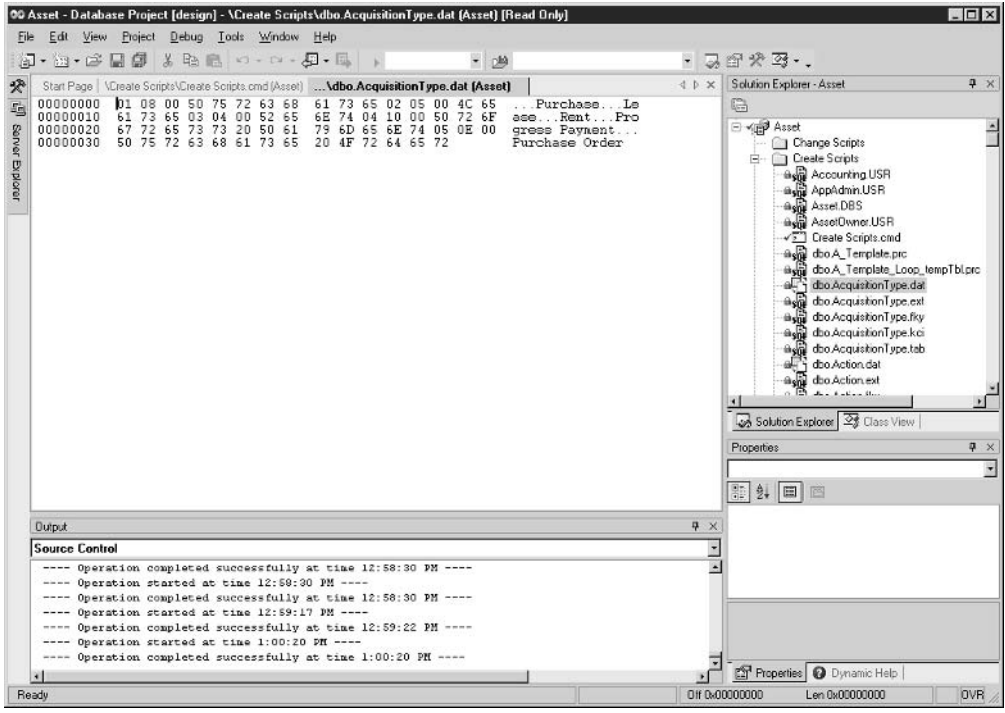 Asset - Database Project [design] - \Create Scripts\dbo.AcquisitionType.dat (Asset) [Read Only]
File Edit View Project Debug Tools Window Help
Start Page \Create Scripts\Create Scripts.cmd (Asset) ...\dbo.AcquisitionType.dat (Asset)
Server Explorer
00000000 01 08 00 50 75 72 63 68 61 73 65 02 05 00 4C 65 ...Purchase...Le
00000010 61 73 65 03 04 00 52 65 6E 74 04 10 00 50 72 6F ase...Rent...Pro
00000020 67 72 65 73 73 20 50 61 79 6D 65 6E 74 05 0E 00 gress Payment...
00000030 50 75 72 63 68 61 73 65 20 4F 72 64 65 72 Purchase Order
Solution Explorer - Asset
Asset
Change Scripts
Create Scripts
Accounting.USR
AppAdmin.USR
Asset.DBS
AssetOwner.USR
Create Scripts.cmd
dbo.A_Template.prc
dbo.A_Template_Loop_tempTbl.prc
dbo.AcquisitionType.dat
dbo.AcquisitionType.ext
dbo.AcquisitionType.fky
dbo.AcquisitionType.kci
dbo.AcquisitionType.tab
dbo.Action.dat
dbo.Action.ext
Solution Explorer Class View
Properties
Output
Source Control
---- Operation completed successfully at time 12:58:30 PM ----
---- Operation started at time 12:58:30 PM ----
---- Operation completed successfully at time 12:58:30 PM ----
---- Operation started at time 12:59:17 PM ----
---- Operation completed successfully at time 12:59:22 PM ----
---- Operation started at time 1:00:20 PM ----
---- Operation completed successfully at time 1:00:20 PM ----
Properties Dynamic Help
Ready Off 0x00000000 Len 0x00000000 OVR